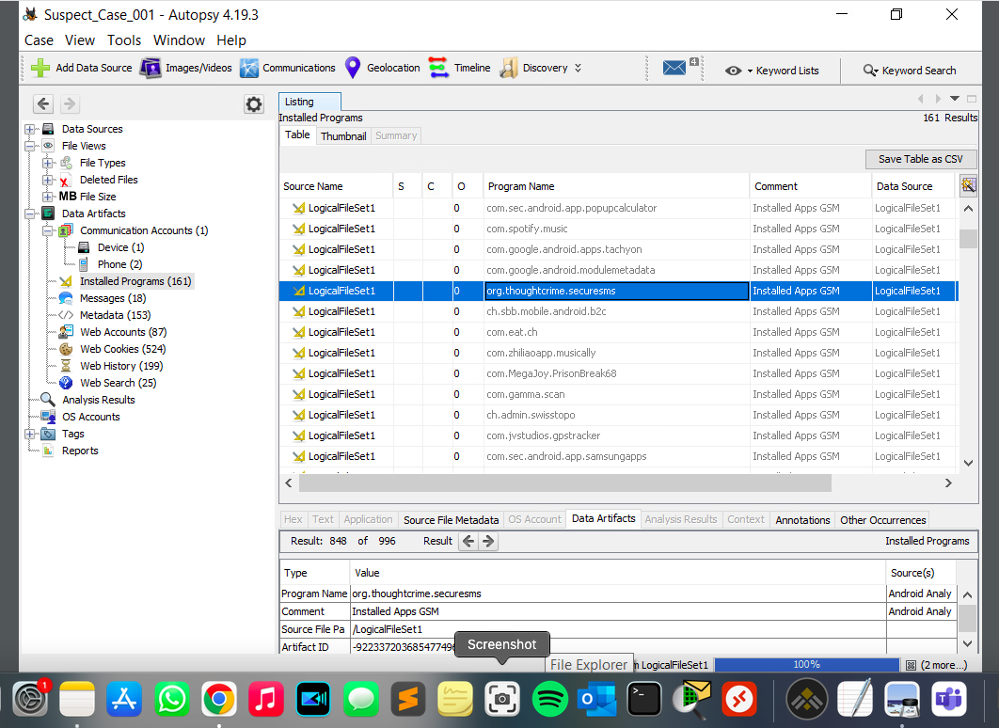 Suspect_Case_001 - Autopsy 4.19.3
Case View Tools Window Help
Add Data Source Images/Videos Communications Geolocation Timeline Discovery 4 Keyword Lists Keyword Search
Data Sources
File Views
File Types
Deleted Files
MB File Size
Data Artifacts
Communication Accounts (1)
Device (1)
Phone (2)
Installed Programs (161)
Messages (18)
Metadata (153)
Web Accounts (87)
Web Cookies (524)
Web History (199)
Web Search (25)
Analysis Results
OS Accounts
Tags
Reports
Listing
Installed Programs 161 Results
Table Thumbnail Summary
Save Table as CSV
Source Name S C O Program Name Comment Data Source
LogicalFileSet1 0 com.sec.android.app.popupcalculator Installed Apps GSM LogicalFileSet1
LogicalFileSet1 0 com.spotify.music Installed Apps GSM LogicalFileSet1
LogicalFileSet1 0 com.google.android.apps.tachyon Installed Apps GSM LogicalFileSet1
LogicalFileSet1 0 com.google.android.modulemetadata Installed Apps GSM LogicalFileSet1
LogicalFileSet1 0 org.thoughtcrime.securesms Installed Apps GSM LogicalFileSet1
LogicalFileSet1 0 ch.sbb.mobile.android.b2c Installed Apps GSM LogicalFileSet1
LogicalFileSet1 0 com.eat.ch Installed Apps GSM LogicalFileSet1
LogicalFileSet1 0 com.zhiliaoapp.musically Installed Apps GSM LogicalFileSet1
LogicalFileSet1 0 com.MegaJoy.PrisonBreak68 Installed Apps GSM LogicalFileSet1
LogicalFileSet1 0 com.gamma.scan Installed Apps GSM LogicalFileSet1
LogicalFileSet1 0 ch.admin.swisstopo Installed Apps GSM LogicalFileSet1
LogicalFileSet1 0 com.jvstudios.gpstracker Installed Apps GSM LogicalFileSet1
LogicalFileSet1 0 com.sec.android.app.samsungapps Installed Apps GSM LogicalFileSet1
Hex Text Application Source File Metadata OS Account Data Artifacts Analysis Results Context Annotations Other Occurrences
Result: 848 of 996 Result Installed Programs
Type Value Source(s)
Program Name org.thoughtcrime.securesms Android Analy
Comment Installed Apps GSM Android Analy
Source File Pa /LogicalFileSet1
Artifact ID -92233720368547749
Screenshot
File Explorer LogicalFileSet1 100% (2 more...)
1